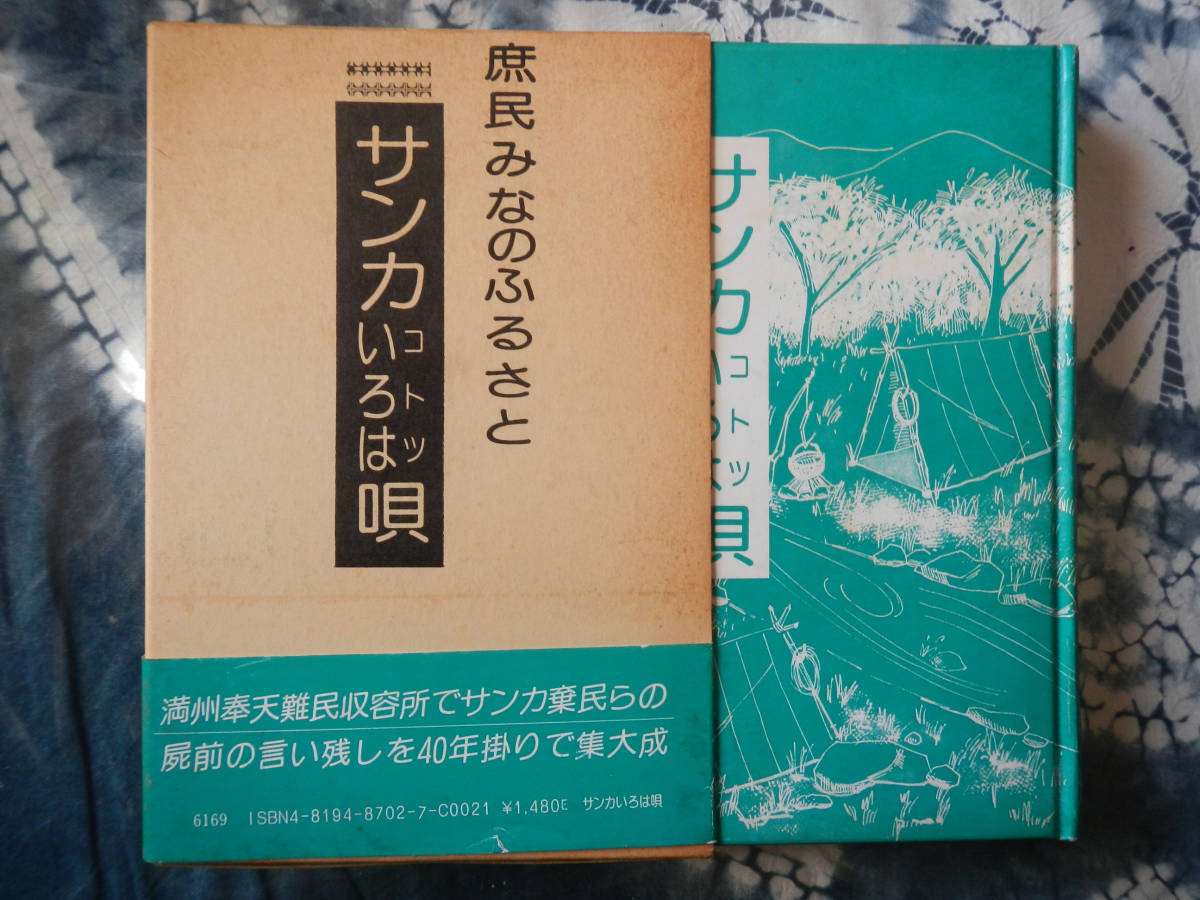 庶民みなのふるさと
サンカいろは唄
コトツ
満州奉天難民収容所でサンカ棄民らの
屍前の言い残しを40年掛りで集大成
6169 ISBN4-8194-8702-7-C0021 ¥1,480E サンカいろは唄
サンカいろは唄
コトツ